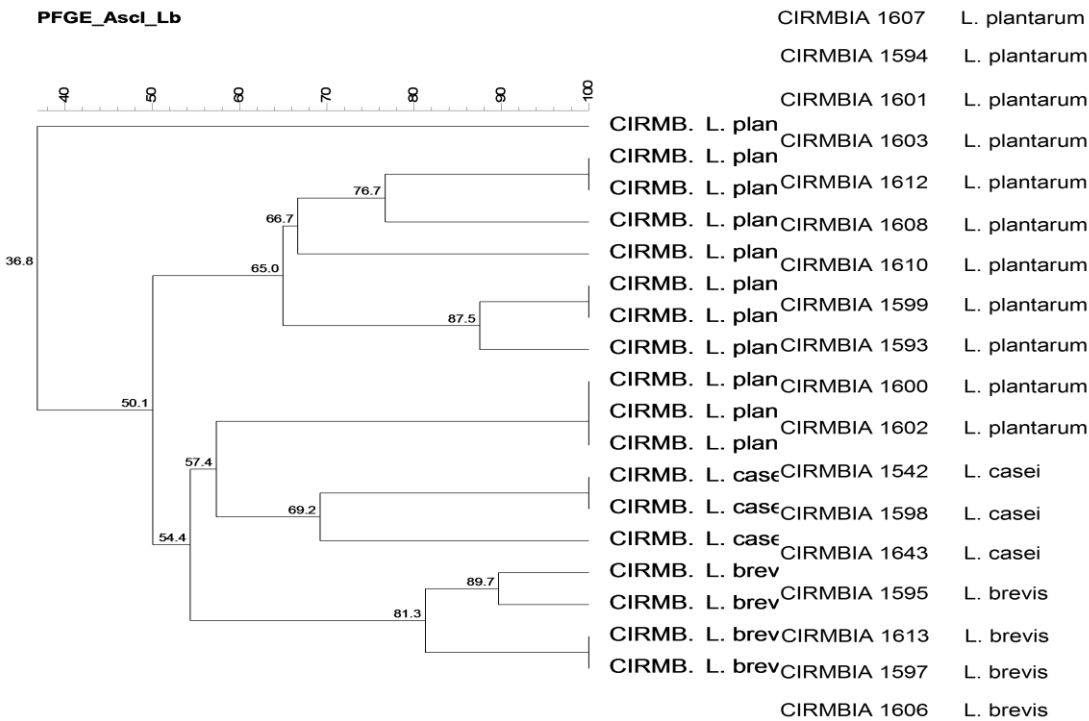 PFGE_AscI_Lb
40 50 60 70 80 90 100
CIRMBIA 1607 L. plantarum
CIRMBIA 1594 L. plantarum
CIRMBIA 1601 L. plantarum
CIRMB. L. plan
CIRMBIA 1603 L. plantarum
CIRMB. L. plan
76.7
CIRMB. L. plan
CIRMBIA 1612 L. plantarum
66.7
CIRMB. L. plan
CIRMBIA 1608 L. plantarum
36.8
65.0
CIRMB. L. plan
CIRMBIA 1610 L. plantarum
CIRMB. L. plan
CIRMBIA 1599 L. plantarum
87.5
CIRMB. L. plan
CIRMB. L. plan
CIRMBIA 1593 L. plantarum
CIRMB. L. plan
CIRMBIA 1600 L. plantarum
50.1
CIRMB. L. plan
CIRMBIA 1602 L. plantarum
CIRMB. L. plan
57.4
CIRMB. L. case
CIRMBIA 1542 L. casei
69.2
CIRMB. L. case
CIRMBIA 1598 L. casei
54.4
CIRMB. L. case
CIRMBIA 1643 L. casei
89.7
CIRMB. L. brev
CIRMBIA 1595 L. brevis
81.3
CIRMB. L. brev
CIRMB. L. brev
CIRMBIA 1613 L. brevis
CIRMB. L. brev
CIRMBIA 1597 L. brevis
CIRMBIA 1606 L. brevis